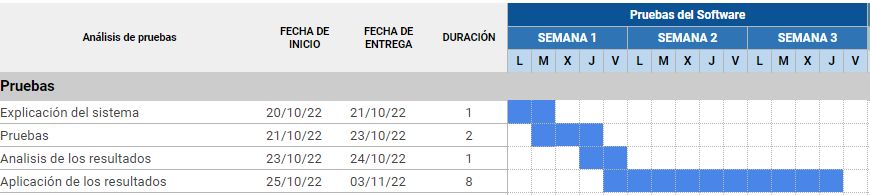 Pruebas del Software
Análisis de pruebas FECHA DE INICIO FECHA DE ENTREGA DURACIÓN SEMANA 1 SEMANA 2 SEMANA 3
L M X J V L M X J V L M X J V
Pruebas
Explicación del sistema 20/10/22 21/10/22 1
Pruebas 21/10/22 23/10/22 2
Analisis de los resultados 23/10/22 24/10/22 1
Aplicación de los resultados 25/10/22 03/11/22 8